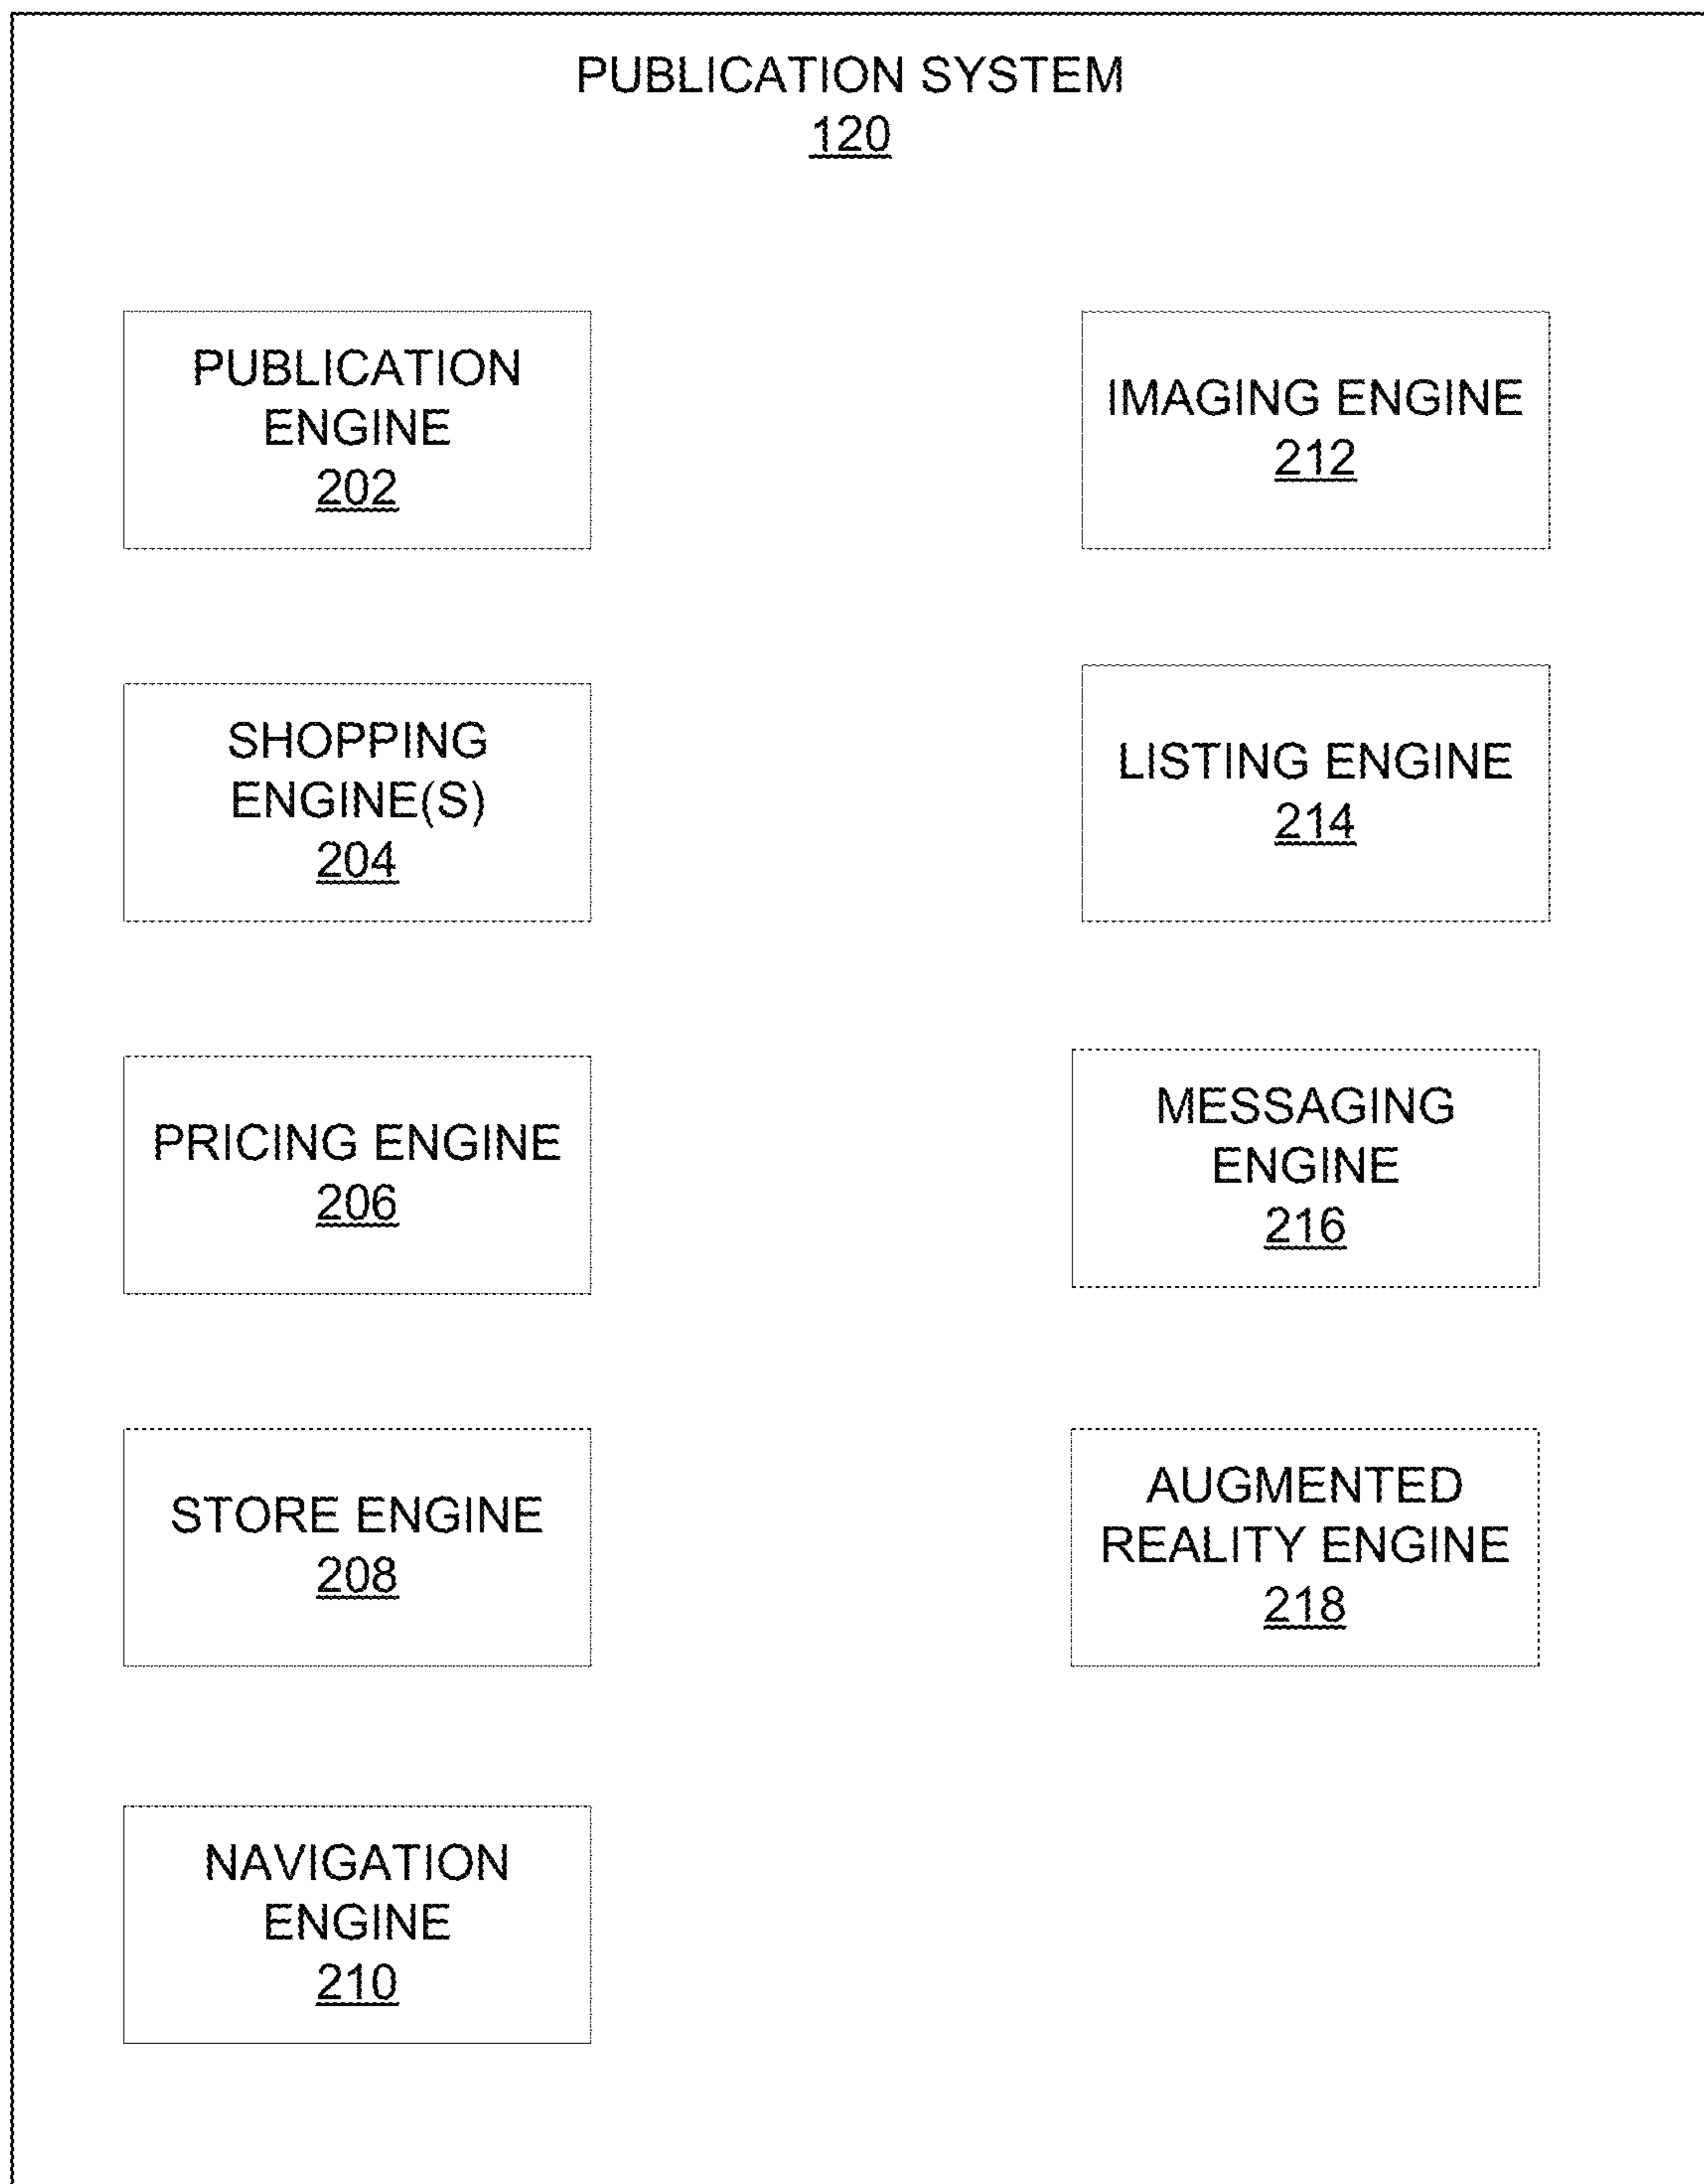 PUBLICATION SYSTEM
120
PUBLICATION
ENGINE
202
SHOPPING
ENGINE(S)
204
PRICING ENGINE
206
STORE ENGINE
208
NAVIGATION
ENGINE
210
IMAGING ENGINE
212
LISTING ENGINE
214
MESSAGING
ENGINE
216
AUGMENTED
REALITY ENGINE
218